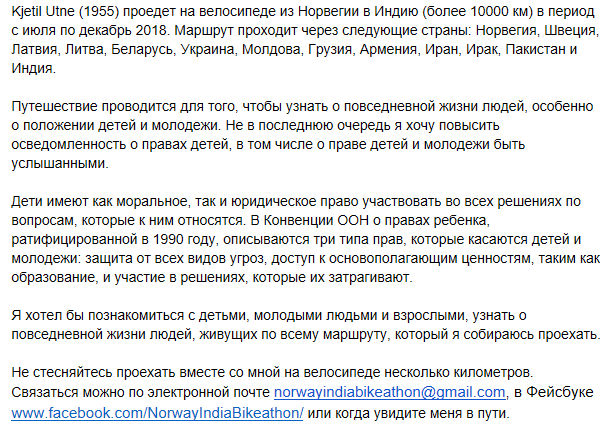 Kjetil Utne (1955) проедет на велосипеде из Норвегии в Индию (более 10000 км) в период
с июля по декабрь 2018. Маршрут проходит через следующие страны: Норвегия, Швеция,
Латвия, Литва, Беларусь, Украина, Молдова, Грузия, Армения, Иран, Ирак, Пакистан и
Индия.
Путешествие проводится для того, чтобы узнать о повседневной жизни людей, особенно
о положении детей и молодежи. Не в последнюю очередь я хочу повысить
осведомленность о правах детей, в том числе о праве детей и молодежи быть
услышанными.
Дети имеют как моральное, так и юридическое право участвовать во всех решениях по
вопросам, которые к ним относятся. В Конвенции ООН о правах ребенка,
ратифицированной в 1990 году, описываются три типа прав, которые касаются детей и
молодежи: защита от всех видов угроз, доступ к основополагающим ценностям, таким как
образование, и участие в решениях, которые их затрагивают.
Я хотел бы познакомиться с детьми, молодыми людьми и взрослыми, узнать о
повседневной жизни людей, живущих по всему маршруту, который я собираюсь проехать.
Не стесняйтесь проехать вместе со мной на велосипеде несколько километров.
Связаться можно по электронной почте norwayindiabikeathon@gmail.com, в Фейсбуке
www.facebook.com/NorwayIndiaBikeathon/ или когда увидите меня в пути.